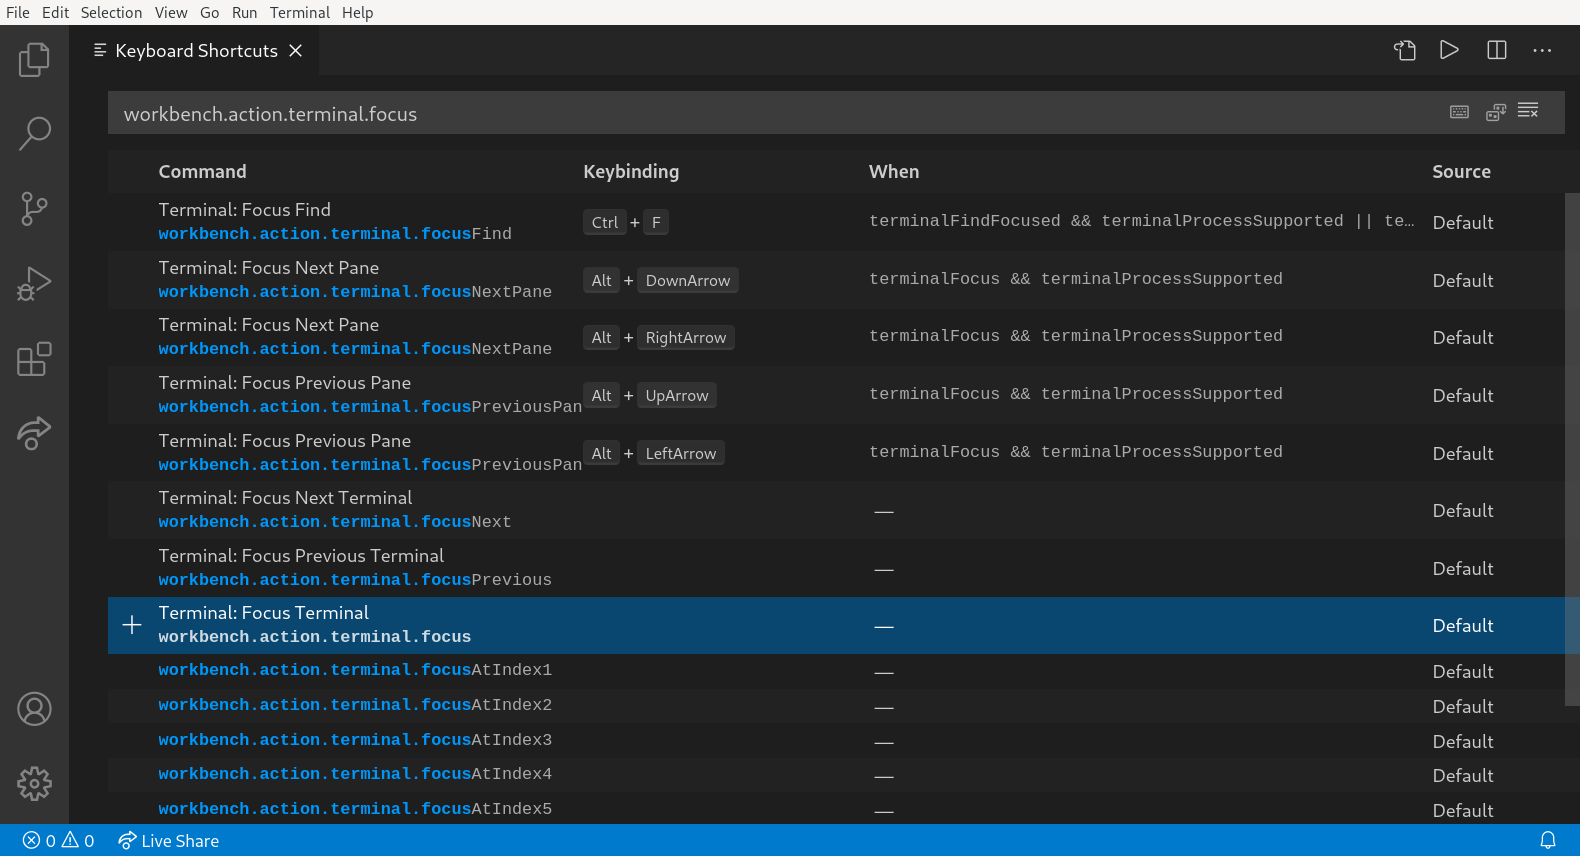 File Edit Selection View Go Run Terminal Help
Keyboard Shortcuts
workbench.action.terminal.focus
Command Keybinding When Source
Terminal: Focus Find
workbench.action.terminal.focusFind
Ctrl + F
terminalFindFocused && terminalProcessSupported || te…
Default
Terminal: Focus Next Pane
workbench.action.terminal.focusNextPane
Alt + DownArrow
terminalFocus && terminalProcessSupported
Default
Terminal: Focus Next Pane
workbench.action.terminal.focusNextPane
Alt + RightArrow
terminalFocus && terminalProcessSupported
Default
Terminal: Focus Previous Pane
workbench.action.terminal.focusPreviousPan
Alt + UpArrow
terminalFocus && terminalProcessSupported
Default
Terminal: Focus Previous Pane
workbench.action.terminal.focusPreviousPan
Alt + LeftArrow
terminalFocus && terminalProcessSupported
Default
Terminal: Focus Next Terminal
workbench.action.terminal.focusNext
—
Default
Terminal: Focus Previous Terminal
workbench.action.terminal.focusPrevious
—
Default
Terminal: Focus Terminal
workbench.action.terminal.focus
—
Default
workbench.action.terminal.focusAtIndex1 — Default
workbench.action.terminal.focusAtIndex2 — Default
workbench.action.terminal.focusAtIndex3 — Default
workbench.action.terminal.focusAtIndex4 — Default
workbench.action.terminal.focusAtIndex5 — Default
0 0 Live Share